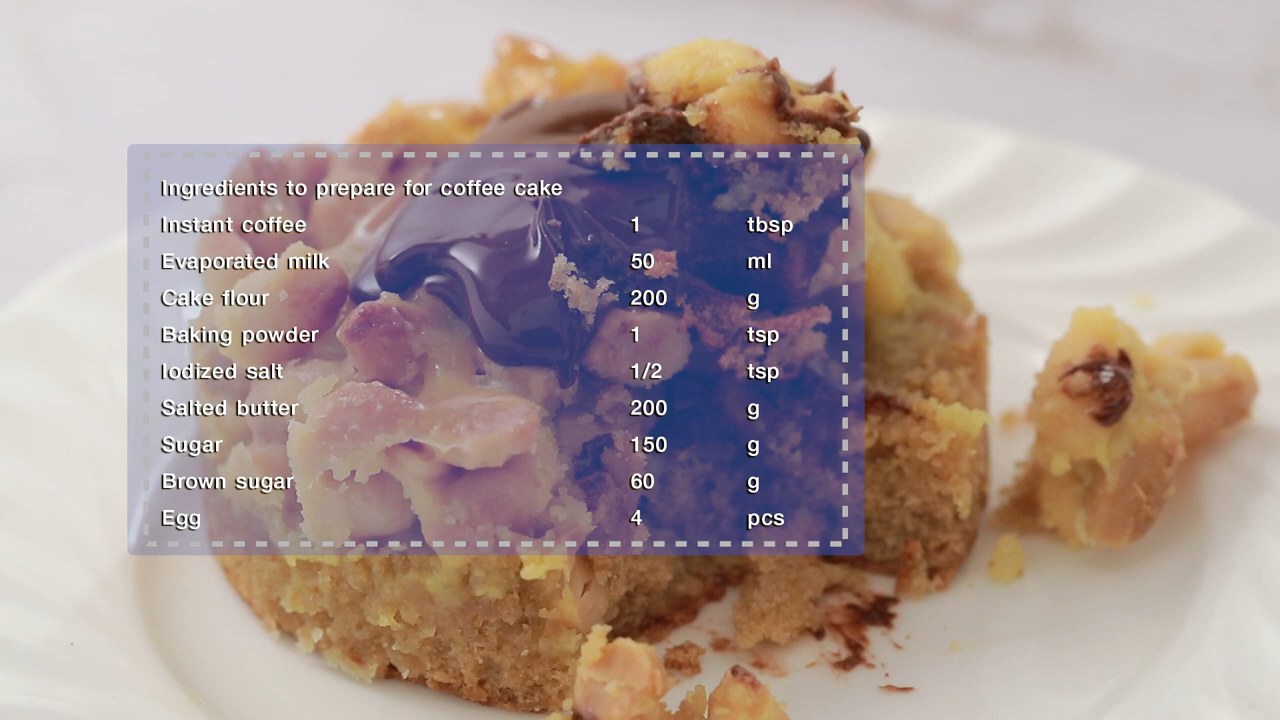 Ingredients to prepare for coffee cake
Instant coffee 1 tbsp
Evaporated milk 50 ml
Cake flour 200 g
Baking powder 1 tsp
Iodized salt 1/2 tsp
Salted butter 200 g
Sugar 150 g
Brown sugar 60 g
Egg 4 pcs